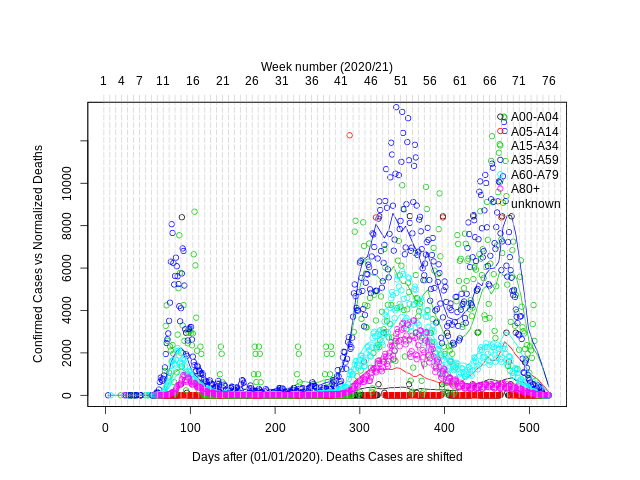 Week number (2020/21)
1 4 7 11 16 21 26 31 36 41 46 51 56 61 66 71 76
Confirmed Cases vs Normalized Deaths
10000
8000
6000
4000
2000
0
A00-A04
A05-A14
A15-A34
A35-A59
A60-A79
A80+
unknown
0 100 200 300 400 500
Days after (01/01/2020). Deaths Cases are shifted